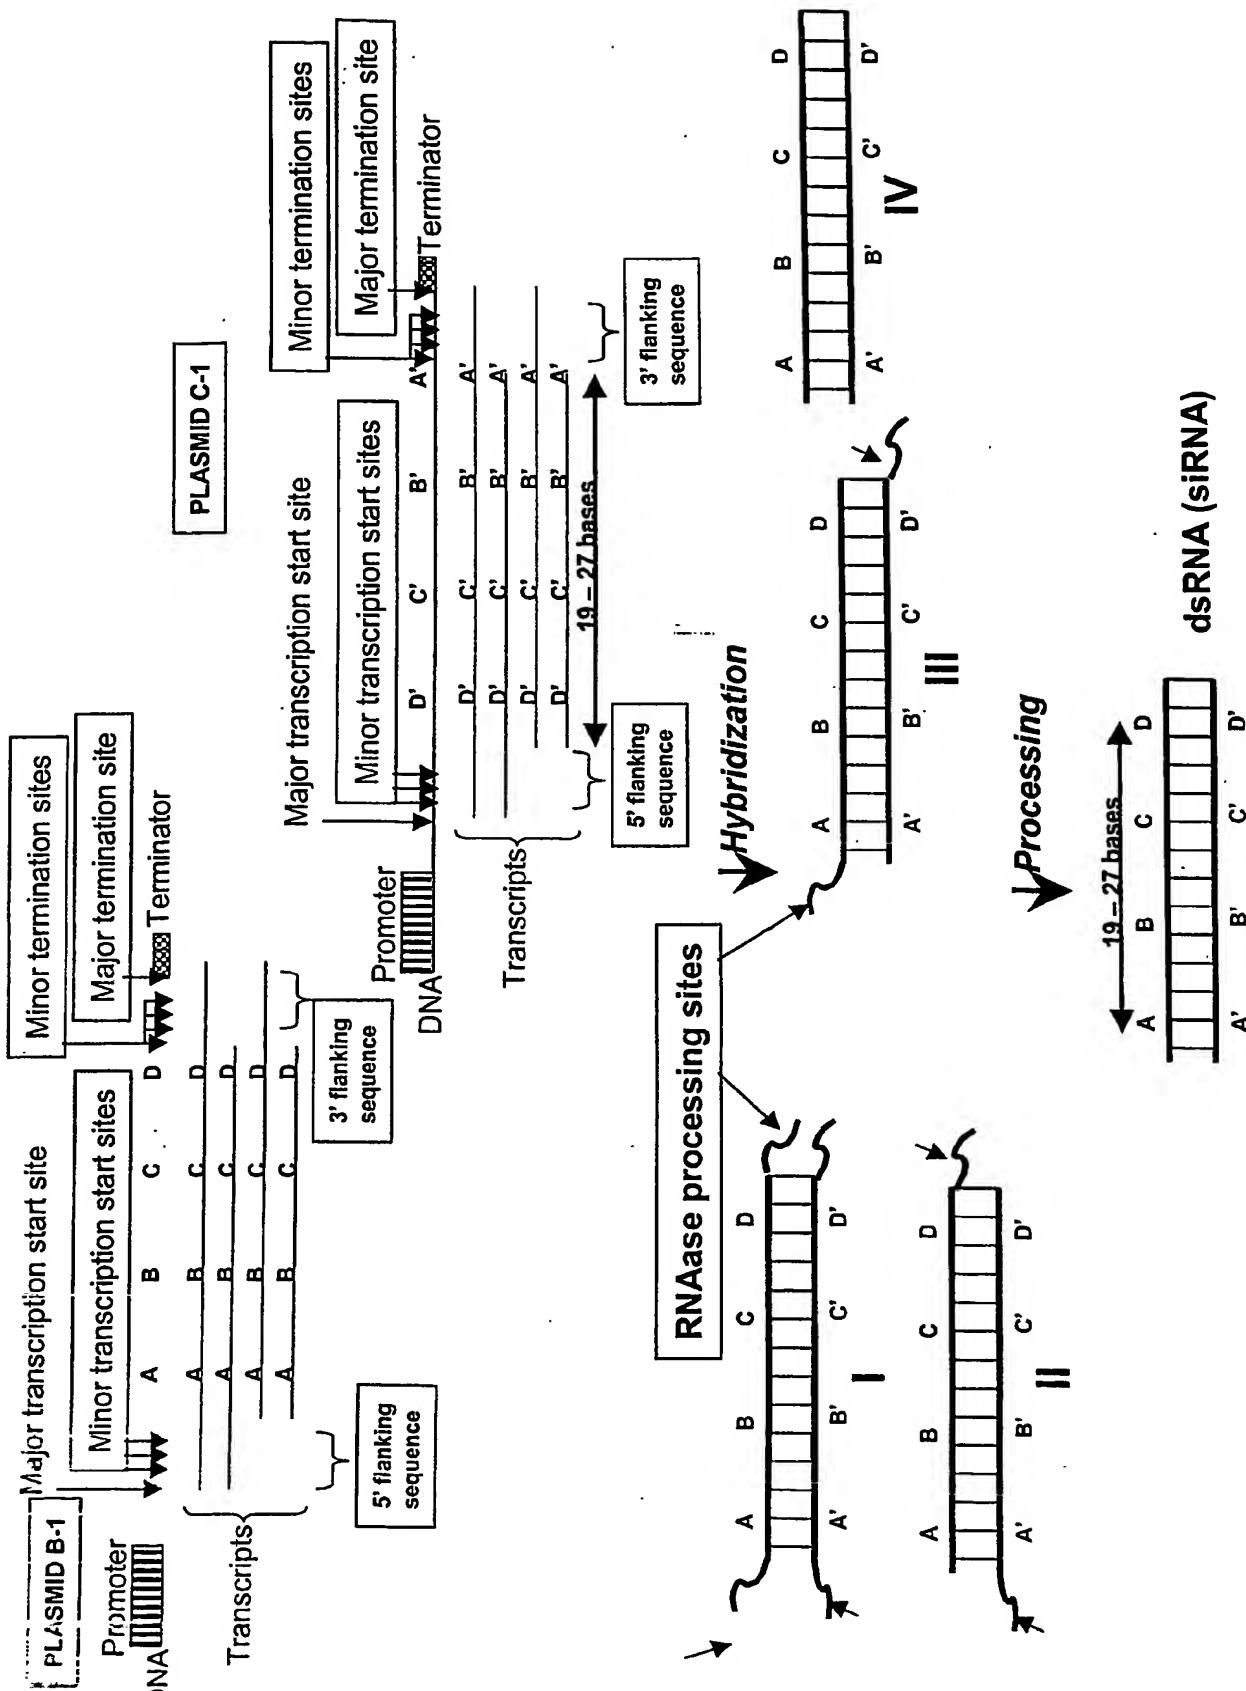 PLASMID B-1
Major transcription start site
Minor transcription start sites
Minor termination sites
Major termination site
Promoter
A B C D
Terminator
Transcripts
A B C D
A B C D
A B C D
A B C D
5' flanking
sequence
3' flanking
sequence
PLASMID C-1
Major transcription start site
Minor transcription start sites
Minor termination sites
Major termination site
Promoter
DNA
D' C' B' A'
Terminator
Transcripts
D' C' B' A'
D' C' B' A'
D' C' B' A'
D' C' B' A'
19 – 27 bases
5' flanking
sequence
3' flanking
sequence
Hybridization
RNAase processing sites
A B C D
A' B' C' D'
I
A B C D
A' B' C' D'
II
A B C D
A' B' C' D'
III
A B C D
A' B' C' D'
IV
Processing
19 – 27 bases
A B C D
A' B' C' D'
dsRNA (siRNA)